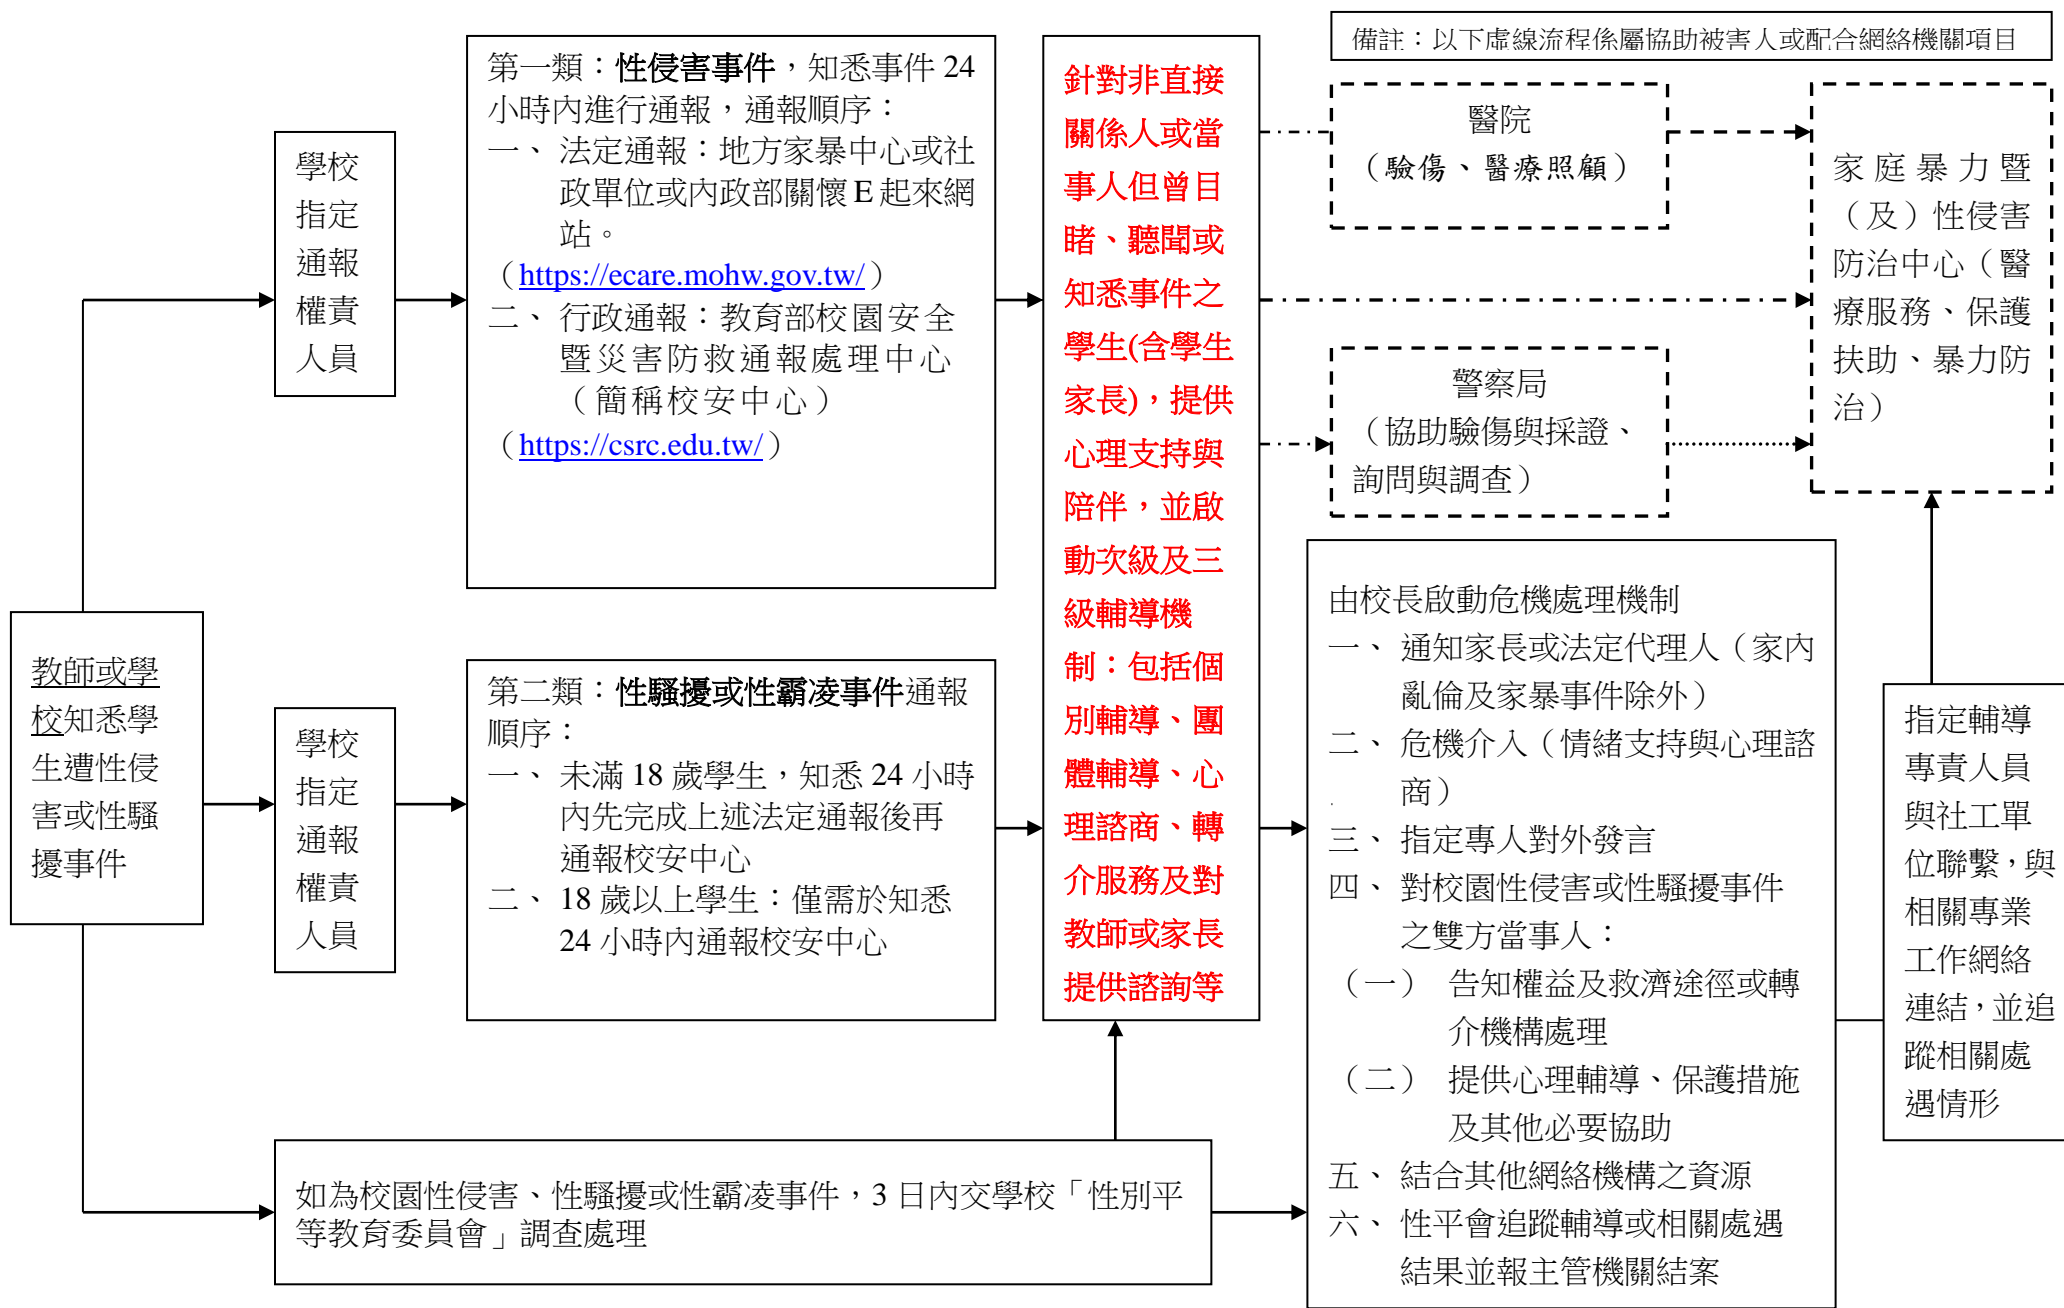 備註：以下虛線流程係屬協助被害人或配合網絡機關項目
教師或學
校知悉學
生遭性侵
害或性騷
擾事件
學校
指定
通報
權責
人員
第一類：性侵害事件，知悉事件 24
小時內進行通報，通報順序：
一、 法定通報：地方家暴中心或社
政單位或內政部關懷 E 起來網
站。
（https://ecare.mohw.gov.tw/）
二、 行政通報：教育部校園安全
暨災害防救通報處理中心
（簡稱校安中心）
（https://csrc.edu.tw/）
學校
指定
通報
權責
人員
第二類：性騷擾或性霸凌事件通報
順序：
一、 未滿 18 歲學生，知悉 24 小時
內先完成上述法定通報後再
通報校安中心
二、 18 歲以上學生：僅需於知悉
24 小時內通報校安中心
如為校園性侵害、性騷擾或性霸凌事件，3 日內交學校「性別平
等教育委員會」調查處理
針對非直接
關係人或當
事人但曾目
睹、聽聞或
知悉事件之
學生(含學生
家長)，提供
心理支持與
陪伴，並啟
動次級及三
級輔導機
制：包括個
別輔導、團
體輔導、心
理諮商、轉
介服務及對
教師或家長
提供諮詢等
醫院
（驗傷、醫療照顧）
警察局
（協助驗傷與採證、
詢問與調查）
家庭暴力暨
（及）性侵害
防治中心（醫
療服務、保護
扶助、暴力防
治）
由校長啟動危機處理機制
一、 通知家長或法定代理人（家內
亂倫及家暴事件除外）
二、 危機介入（情緒支持與心理諮
商）
三、 指定專人對外發言
四、 對校園性侵害或性騷擾事件
之雙方當事人：
（一） 告知權益及救濟途徑或轉
介機構處理
（二） 提供心理輔導、保護措施
及其他必要協助
五、 結合其他網絡機構之資源
六、 性平會追蹤輔導或相關處遇
結果並報主管機關結案
指定輔導
專責人員
與社工單
位聯繫，與
相關專業
工作網絡
連結，並追
蹤相關處
遇情形